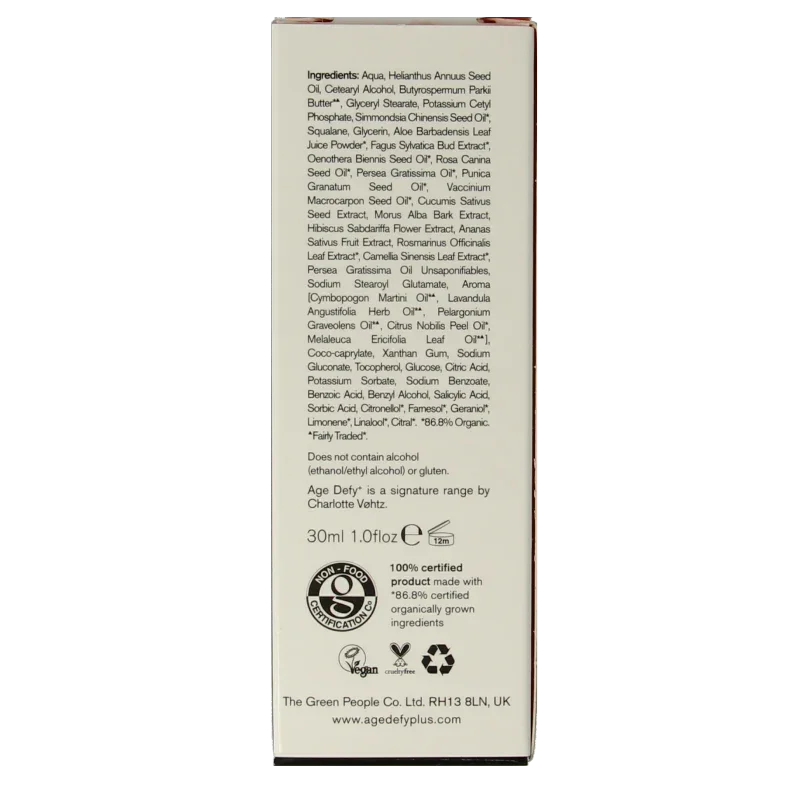 Ingredients: Aqua, Helianthus Annuus Seed
Oil, Cetearyl Alcohol, Butyrospermum Parkii
Butter*▲, Glyceryl Stearate, Potassium Cetyl
Phosphate, Simmondsia Chinensis Seed Oil*,
Squalane, Glycerin, Aloe Barbadensis Leaf
Juice Powder*, Fagus Sylvatica Bud Extract*,
Oenothera Biennis Seed Oil*, Rosa Canina
Seed Oil*, Persea Gratissima Oil*, Punica
Granatum Seed Oil*, Vaccinium
Macrocarpon Seed Oil*, Cucumis Sativus
Seed Extract, Morus Alba Bark Extract,
Hibiscus Sabdariffa Flower Extract, Ananas
Sativus Fruit Extract, Rosmarinus Officinalis
Leaf Extract*, Camellia Sinensis Leaf Extract*,
Persea Gratissima Oil Unsaponifiables,
Sodium Stearoyl Glutamate, Aroma
[Cymbopogon Martini Oil*▲, Lavandula
Angustifolia Herb Oil*▲, Pelargonium
Graveolens Oil*▲, Citrus Nobilis Peel Oil*,
Melaleuca Ericifolia Leaf Oil*▲],
Coco-caprylate, Xanthan Gum, Sodium
Gluconate, Tocopherol, Glucose, Citric Acid,
Potassium Sorbate, Sodium Benzoate,
Benzoic Acid, Benzyl Alcohol, Salicylic Acid,
Sorbic Acid, Citronellol*, Farnesol*, Geraniol*,
Limonene*, Linalool*, Citral*. *86.8% Organic.
▲Fairly Traded*.
Does not contain alcohol
(ethanol/ethyl alcohol) or gluten.
Age Defy+ is a signature range by
Charlotte Vøhtz.
30ml 1.0floz ℮ 12m
NON - FOOD
g
CERTIFICATION Co
100% certified
product made with
*86.8% certified
organically grown
ingredients
Vegan
crueltyfree
The Green People Co. Ltd. RH13 8LN, UK
www.agedefyplus.com